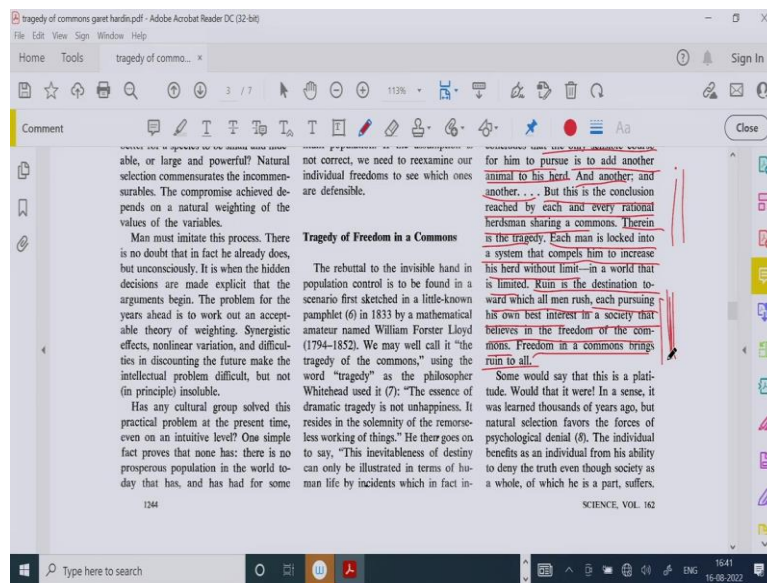 tragedy of commons garet hardin.pdf - Adobe Acrobat Reader DC (32-bit)
File Edit View Sign Window Help
Home Tools tragedy of commo... × Sign In
3 / 7 113%
Comment Aa Close
able, or large and powerful? Natural
selection commensurates the incommen-
surables. The compromise achieved de-
pends on a natural weighting of the
values of the variables.
Man must imitate this process. There
is no doubt that in fact he already does,
but unconsciously. It is when the hidden
decisions are made explicit that the
arguments begin. The problem for the
years ahead is to work out an accept-
able theory of weighting. Synergistic
effects, nonlinear variation, and difficul-
ties in discounting the future make the
intellectual problem difficult, but not
(in principle) insoluble.
Has any cultural group solved this
practical problem at the present time,
even on an intuitive level? One simple
fact proves that none has: there is no
prosperous population in the world to-
day that has, and has had for some
1244
not correct, we need to reexamine our
individual freedoms to see which ones
are defensible.
Tragedy of Freedom in a Commons
The rebuttal to the invisible hand in
population control is to be found in a
scenario first sketched in a little-known
pamphlet (6) in 1833 by a mathematical
amateur named William Forster Lloyd
(1794–1852). We may well call it "the
tragedy of the commons," using the
word "tragedy" as the philosopher
Whitehead used it (7): "The essence of
dramatic tragedy is not unhappiness. It
resides in the solemnity of the remorse-
less working of things." He then goes on
to say, "This inevitableness of destiny
can only be illustrated in terms of hu-
man life by incidents which in fact in-
for him to pursue is to add another
animal to his herd. And another; and
another. . . . But this is the conclusion
reached by each and every rational
herdsman sharing a commons. Therein
is the tragedy. Each man is locked into
a system that compels him to increase
his herd without limit—in a world that
is limited. Ruin is the destination to-
ward which all men rush, each pursuing
his own best interest in a society that
believes in the freedom of the com-
mons. Freedom in a commons brings
ruin to all.
Some would say that this is a plati-
tude. Would that it were! In a sense, it
was learned thousands of years ago, but
natural selection favors the forces of
psychological denial (8). The individual
benefits as an individual from his ability
to deny the truth even though society as
a whole, of which he is a part, suffers.
SCIENCE, VOL. 162
Type here to search
ENG
16:41
16-08-2022